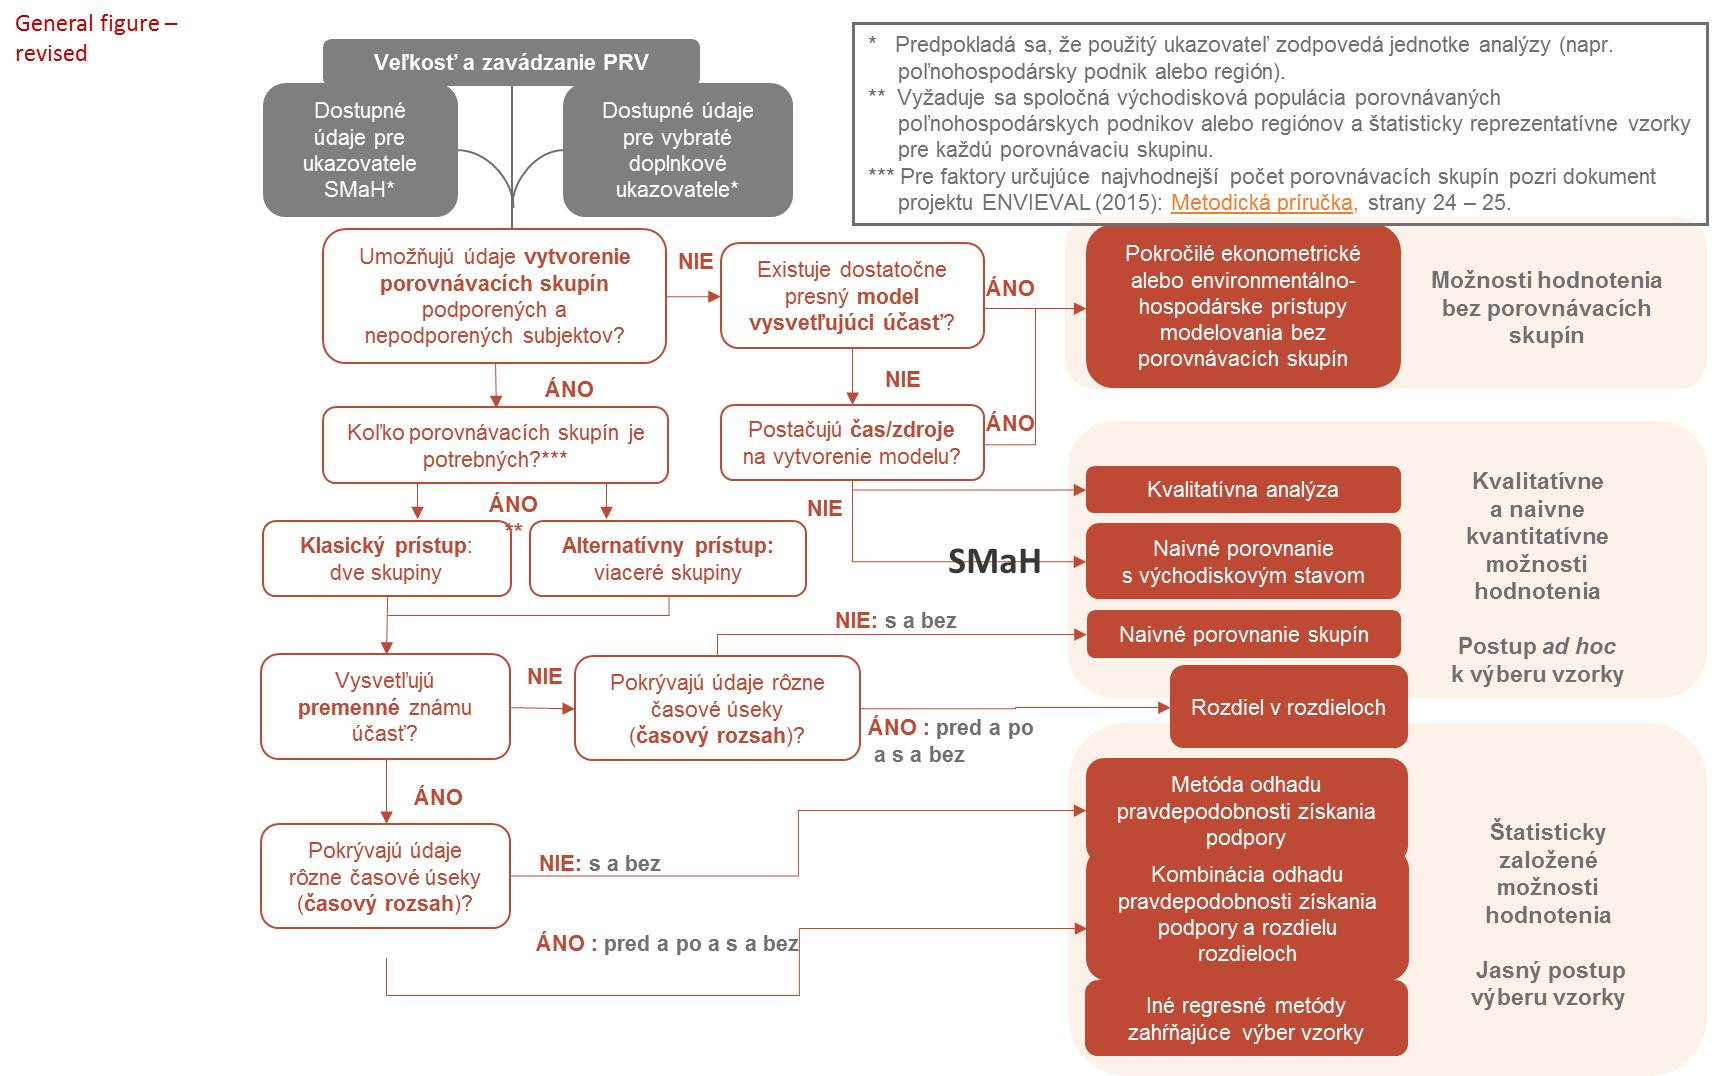 General figure –
revised
Veľkosť a zavádzanie PRV
Dostupné
údaje pre
ukazovatele
SMaH*
Dostupné údaje
pre vybraté
doplnkové
ukazovatele*
* Predpokladá sa, že použitý ukazovateľ zodpovedá jednotke analýzy (napr.
poľnohospodársky podnik alebo región).
** Vyžaduje sa spoločná východisková populácia porovnávaných
poľnohospodárskych podnikov alebo regiónov a štatisticky reprezentatívne vzorky
pre každú porovnávaciu skupinu.
*** Pre faktory určujúce najvhodnejší počet porovnávacích skupín pozri dokument
projektu ENVIEVAL (2015): Metodická príručka, strany 24 – 25.
Umožňujú údaje vytvorenie
porovnávacích skupín
podporených a
nepodporených subjektov?
NIE
Existuje dostatočne
presný model
vysvetľujúci účasť?
ÁNO
Pokročilé ekonometrické
alebo environmentálno-
hospodárske prístupy
modelovania bez
porovnávacích skupín
Možnosti hodnotenia
bez porovnávacích
skupín
ÁNO
NIE
Koľko porovnávacích skupín je
potrebných?***
Postačujú čas/zdroje
na vytvorenie modelu?
ÁNO
ÁNO
**
NIE
Kvalitatívna analýza
Kvalitatívne
a naivne
kvantitatívne
možnosti
hodnotenia
Postup ad hoc
k výberu vzorky
Klasický prístup:
dve skupiny
Alternatívny prístup:
viaceré skupiny
SMaH
Naivné porovnanie
s východiskovým stavom
NIE: s a bez
Naivné porovnanie skupín
Vysvetľujú
premenné známu
účasť?
NIE
Pokrývajú údaje rôzne
časové úseky
(časový rozsah)?
ÁNO : pred a po
a s a bez
Rozdiel v rozdieloch
ÁNO
Metóda odhadu
pravdepodobnosti získania
podpory
Pokrývajú údaje
rôzne časové úseky
(časový rozsah)?
NIE: s a bez
Kombinácia odhadu
pravdepodobnosti získania
podpory a rozdielu
rozdieloch
Štatisticky
založené
možnosti
hodnotenia
Jasný postup
výberu vzorky
ÁNO : pred a po a s a bez
Iné regresné metódy
zahŕňajúce výber vzorky